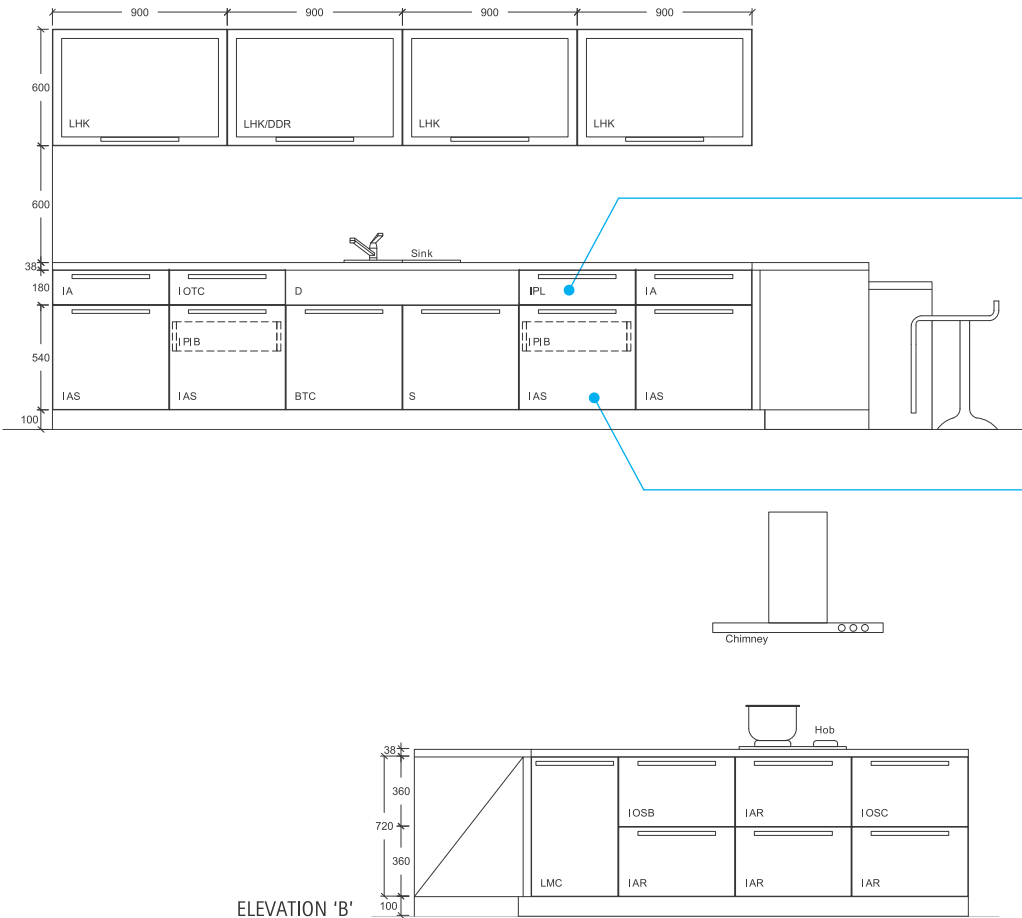 900 900 900 900
600
LHK LHK/DDR LHK LHK
600
Sink
38
180
IA IOTC D IPL IA
PIB PIB
540
IAS IAS BTC S IAS IAS
100
Chimney
Hob
38
360
IOSB IAR IOSC
720
360
LMC IAR IAR IAR
100
ELEVATION 'B'